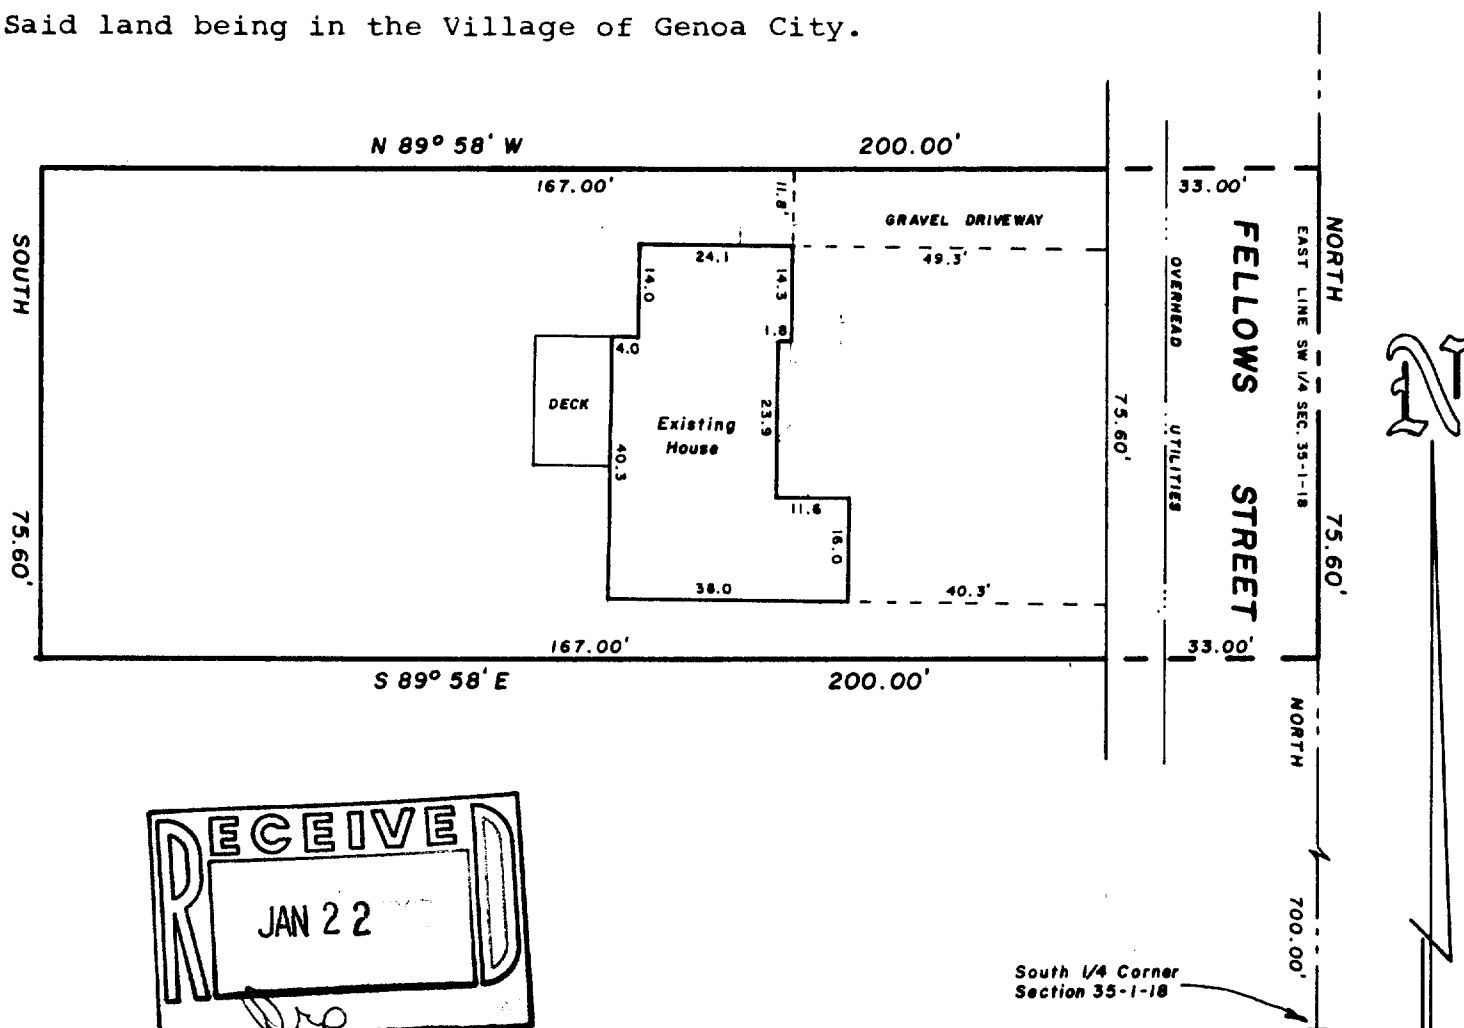 Said land being in the Village of Genoa City.
N 89° 58' W
200.00'
167.00'
33.00'
11.8'
GRAVEL DRIVEWAY
24.1
49.3'
14.0
14.3
1.8
4.0
DECK
Existing
House
23.9
40.3
11.6
16.0
38.0
40.3'
SOUTH
75.60'
75.60'
OVERHEAD UTILITIES
FELLOWS STREET
EAST LINE SW 1/4 SEC. 35-1-18
NORTH
75.60'
N
167.00'
33.00'
S 89° 58' E
200.00'
NORTH
700.00'
RECEIVED
JAN 22
South 1/4 Corner
Section 35-1-18